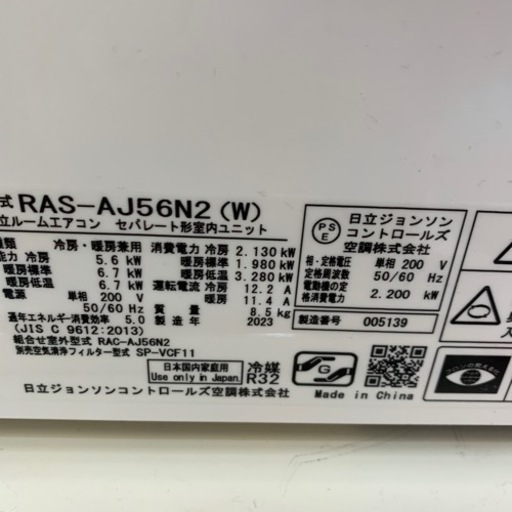 式 RAS-AJ56N2 (W)
立ルームエアコン セパレート形室内ユニット
種類 冷房・暖房兼用
能力 冷房 5.6 kW
暖房標準 6.7 kW
暖房低温 6.7 kW
電源 単相 200 V
50/60 Hz
消費電力 冷房 2.130 kW
暖房標準 1.980 kW
暖房低温 3.280 kW
運転電流 冷房 12.2 A
暖房 11.4 A
質量 8.5 kg
製造年 2023
通年エネルギー消費効率 5.0
(JIS C 9612:2013)
組合せ室外型式 RAC-AJ56N2
別売空気清浄フィルター型式 SP-VCF11
日本国内家庭用
Use only in Japan
冷媒
R32
日立ジョンソンコントロールズ空調株式会社
PS
E
日立ジョンソン
コントロールズ
空調株式会社
相・定格電圧 単相 200 V
定格周波数 50/60 Hz
電動機の定格消費電力 2.200 kW
製造番号 005139
G
Made in China